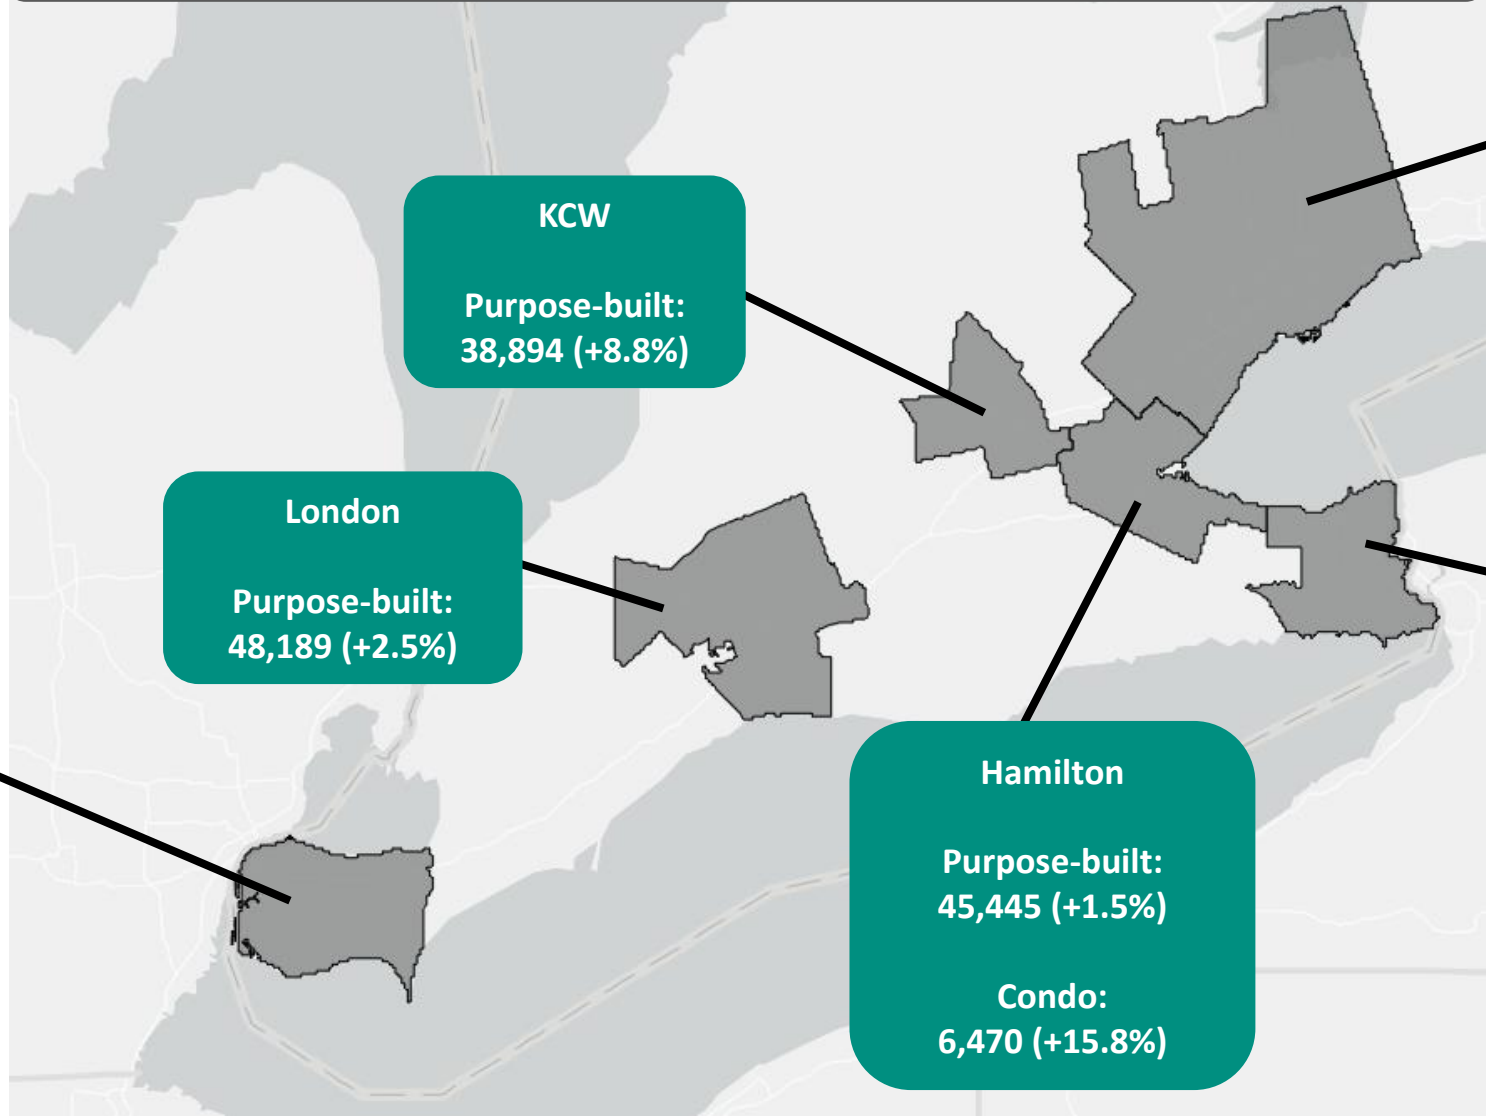 KCW
Purpose-built:
38,894 (+8.8%)
London
Purpose-built:
48,189 (+2.5%)
Hamilton
Purpose-built:
45,445 (+1.5%)
Condo:
6,470 (+15.8%)